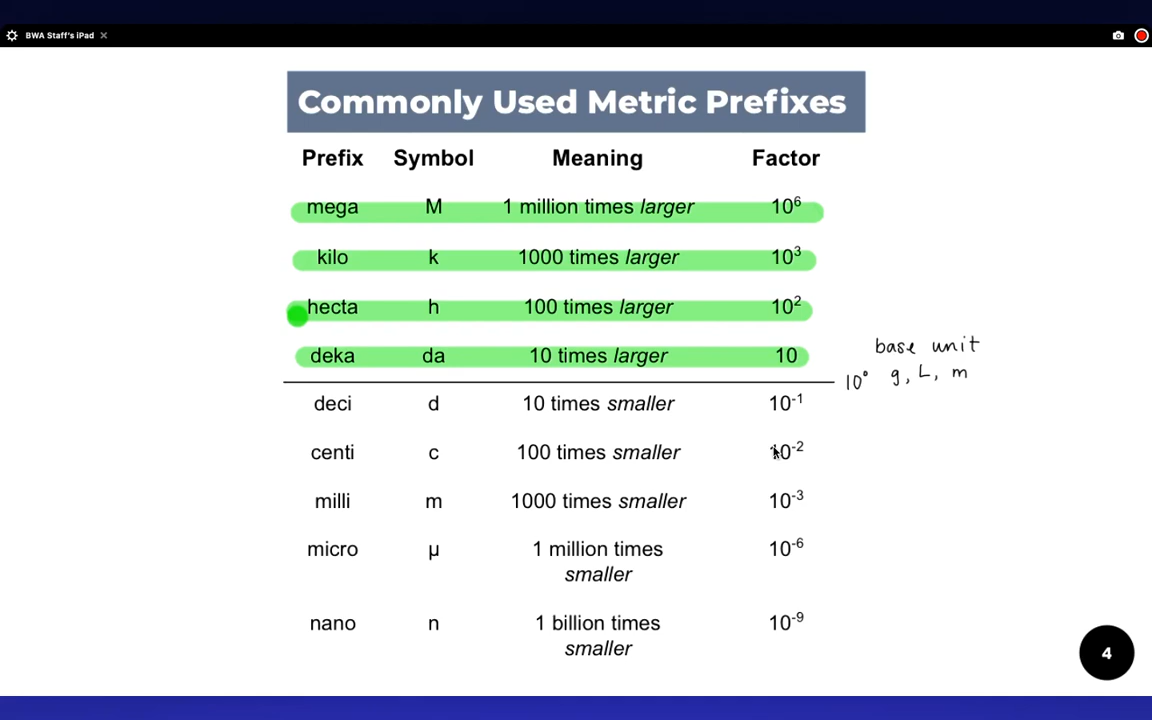 BWA Staff's iPad
Commonly Used Metric Prefixes
Prefix Symbol Meaning Factor
mega M 1 million times larger 10⁶
kilo k 1000 times larger 10³
hecta h 100 times larger 10²
deka da 10 times larger 10
base unit
10⁰ g, L, m
deci d 10 times smaller 10⁻¹
centi c 100 times smaller 10⁻²
milli m 1000 times smaller 10⁻³
micro µ 1 million times 10⁻⁶
smaller
nano n 1 billion times 10⁻⁹
smaller
4